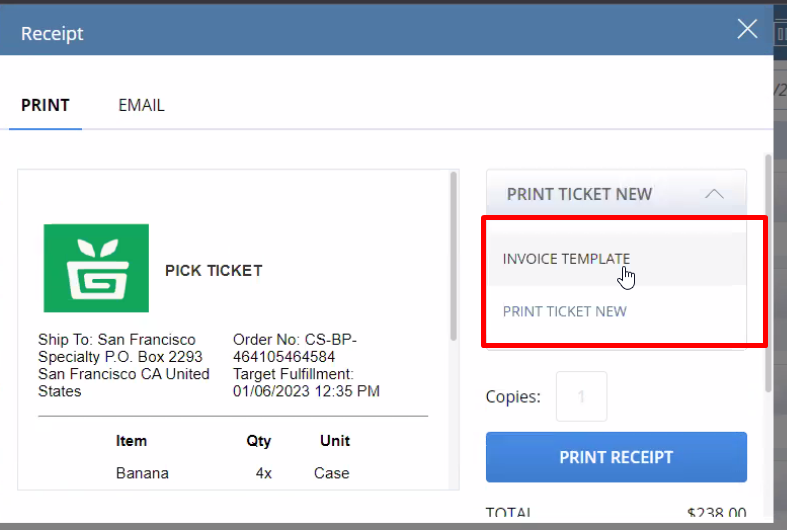 Receipt
PRINT EMAIL
PRINT TICKET NEW
INVOICE TEMPLATE
PRINT TICKET NEW
PICK TICKET
Ship To: San Francisco
Specialty P.O. Box 2293
San Francisco CA United
States
Order No: CS-BP-
464105464584
Target Fulfillment:
01/06/2023 12:35 PM
Item Qty Unit
Banana 4x Case
Copies: 1
PRINT RECEIPT
TOTAL $238.00